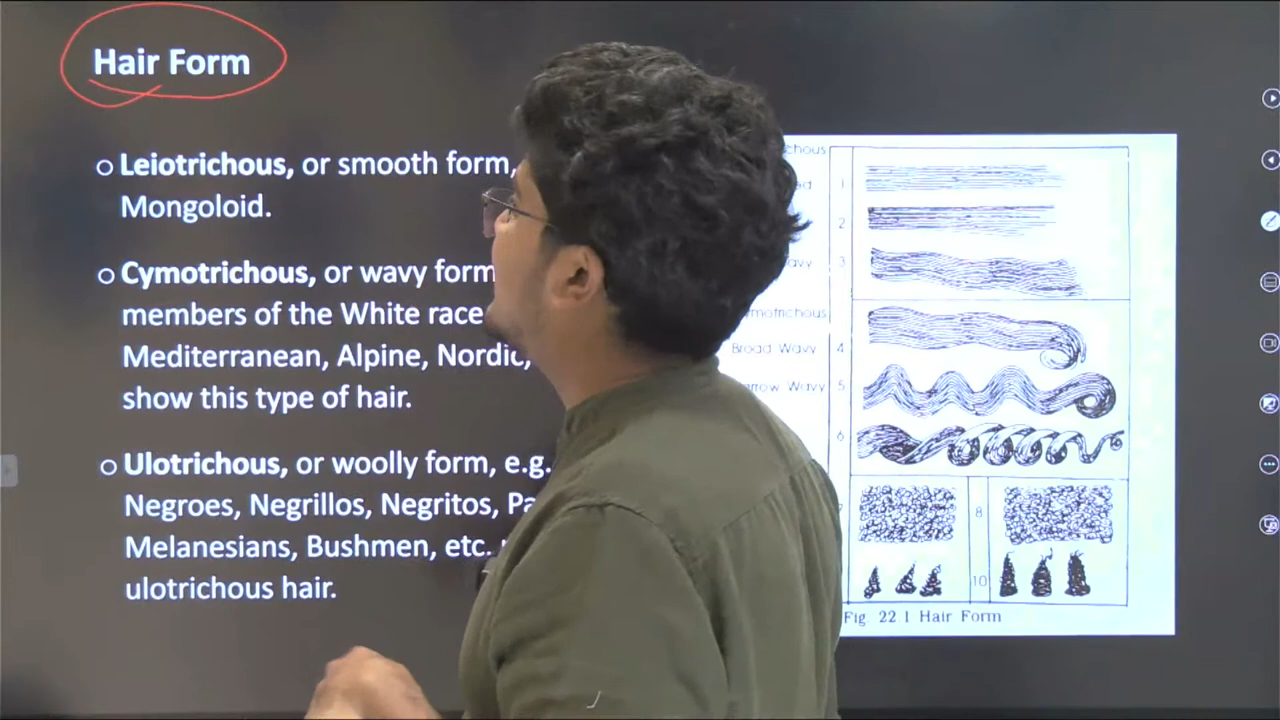 Hair Form
Leiotrichous, or smooth form,
Mongoloid.
Cymotrichous, or wavy form
members of the White race
Mediterranean, Alpine, Nordic,
show this type of hair.
Ulotrichous, or woolly form, e.g.
Negroes, Negrillos, Negritos,
Melanesians, Bushmen, etc.
ulotrichous hair.
1
2
3
4
Broad Wavy
5
Wavy
6
8
10
Fig. 22.1 Hair Form